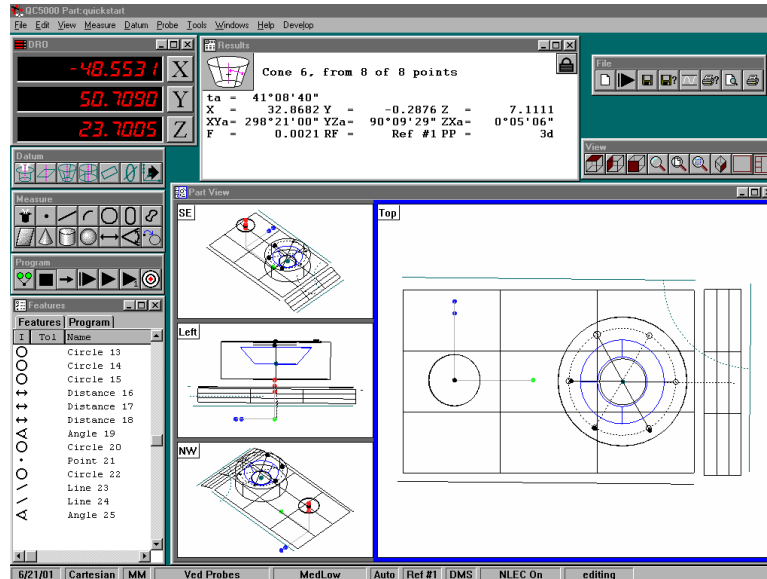 QC5000 Part:quickstart
File Edit View Measure Datum Probe Tools Windows Help Develop
DRO
-48.5531 X
50.7090 Y
23.7005 Z
Results
Cone 6, from 8 of 8 points
ta = 41°08'40"
X = 32.8682 Y = -0.2876 Z = 7.1111
XYa= 298°21'00" YZa= 90°09'29" ZXa= 0°05'06"
F = 0.0021 RF = Ref #1 PP = 3d
File
View
Datum
Measure
Program
1
Features
Features Program
I Tol Name
Circle 13
Circle 14
Circle 15
Distance 16
Distance 17
Distance 18
Angle 19
Circle 20
Point 21
Circle 22
Line 23
Line 24
Angle 25
Part View
SE
Left
NW
Top
6/21/01 Cartesian MM Ved Probes MedLow Auto Ref #1 DMS NLEC On editing